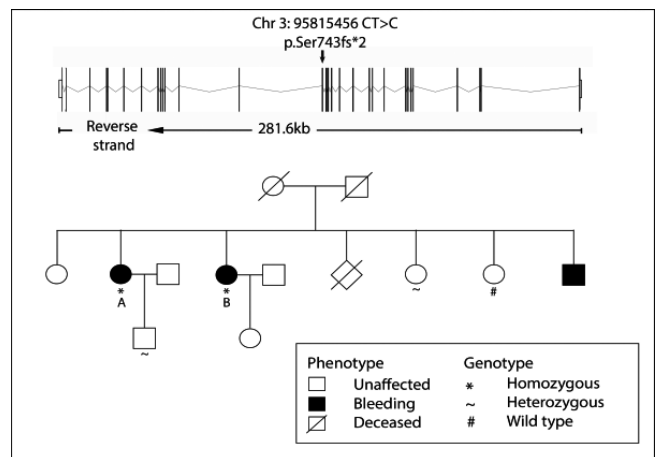 Chr 3: 95815456 CT>C
p.Ser743fs*2
Reverse
strand
281.6kb
* * ~ #
A B
~
Phenotype Genotype
Unaffected * Homozygous
Bleeding ~ Heterozygous
Deceased # Wild type